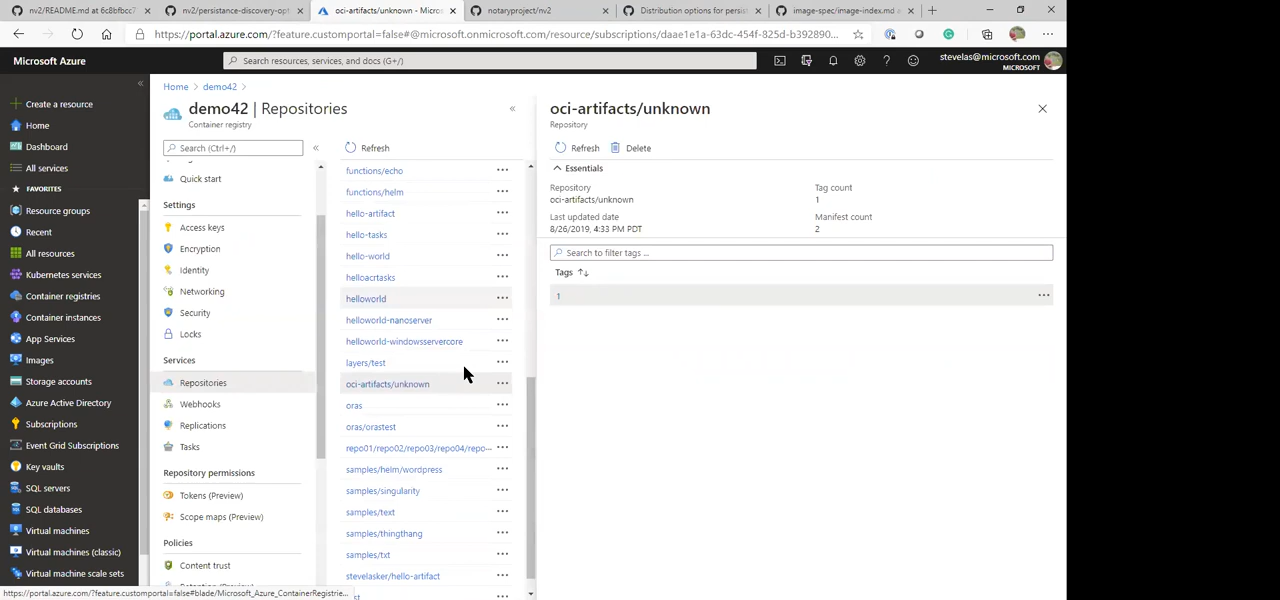 nv2/README.md at 6c8bfbcc7
nv2/persistance-discovery-opt
oci-artifacts/unknown - Micros
notaryproject/nv2
Distribution options for persist
image-spec/image-index.md at
https://portal.azure.com/?feature.customportal=false#@microsoft.onmicrosoft.com/resource/subscriptions/daae1e1a-63dc-454f-825d-b392890...
Microsoft Azure
Search resources, services, and docs (G+/)
stevelas@microsoft.com
MICROSOFT
Create a resource
Home
Dashboard
All services
FAVORITES
Resource groups
Recent
All resources
Kubernetes services
Container registries
Container instances
App Services
Images
Storage accounts
Azure Active Directory
Subscriptions
Event Grid Subscriptions
Key vaults
SQL servers
SQL databases
Virtual machines
Virtual machines (classic)
Virtual machine scale sets
Home > demo42 >
demo42 | Repositories
Container registry
Search (Ctrl+/)
Quick start
Settings
Access keys
Encryption
Identity
Networking
Security
Locks
Services
Repositories
Webhooks
Replications
Tasks
Repository permissions
Tokens (Preview)
Scope maps (Preview)
Policies
Content trust
Refresh
functions/echo
functions/helm
hello-artifact
hello-tasks
hello-world
helloacrtasks
helloworld
helloworld-nanoserver
helloworld-windowsservercore
layers/test
oci-artifacts/unknown
oras
oras/orastest
repo01/repo02/repo03/repo04/repo-...
samples/helm/wordpress
samples/singularity
samples/text
samples/thingthang
samples/txt
stevelasker/hello-artifact
oci-artifacts/unknown
Repository
Refresh
Delete
Essentials
Repository
oci-artifacts/unknown
Tag count
1
Last updated date
8/26/2019, 4:33 PM PDT
Manifest count
2
Search to filter tags ...
Tags
1
https://portal.azure.com/?feature.customportal=false#blade/Microsoft_Azure_ContainerRegistrie...